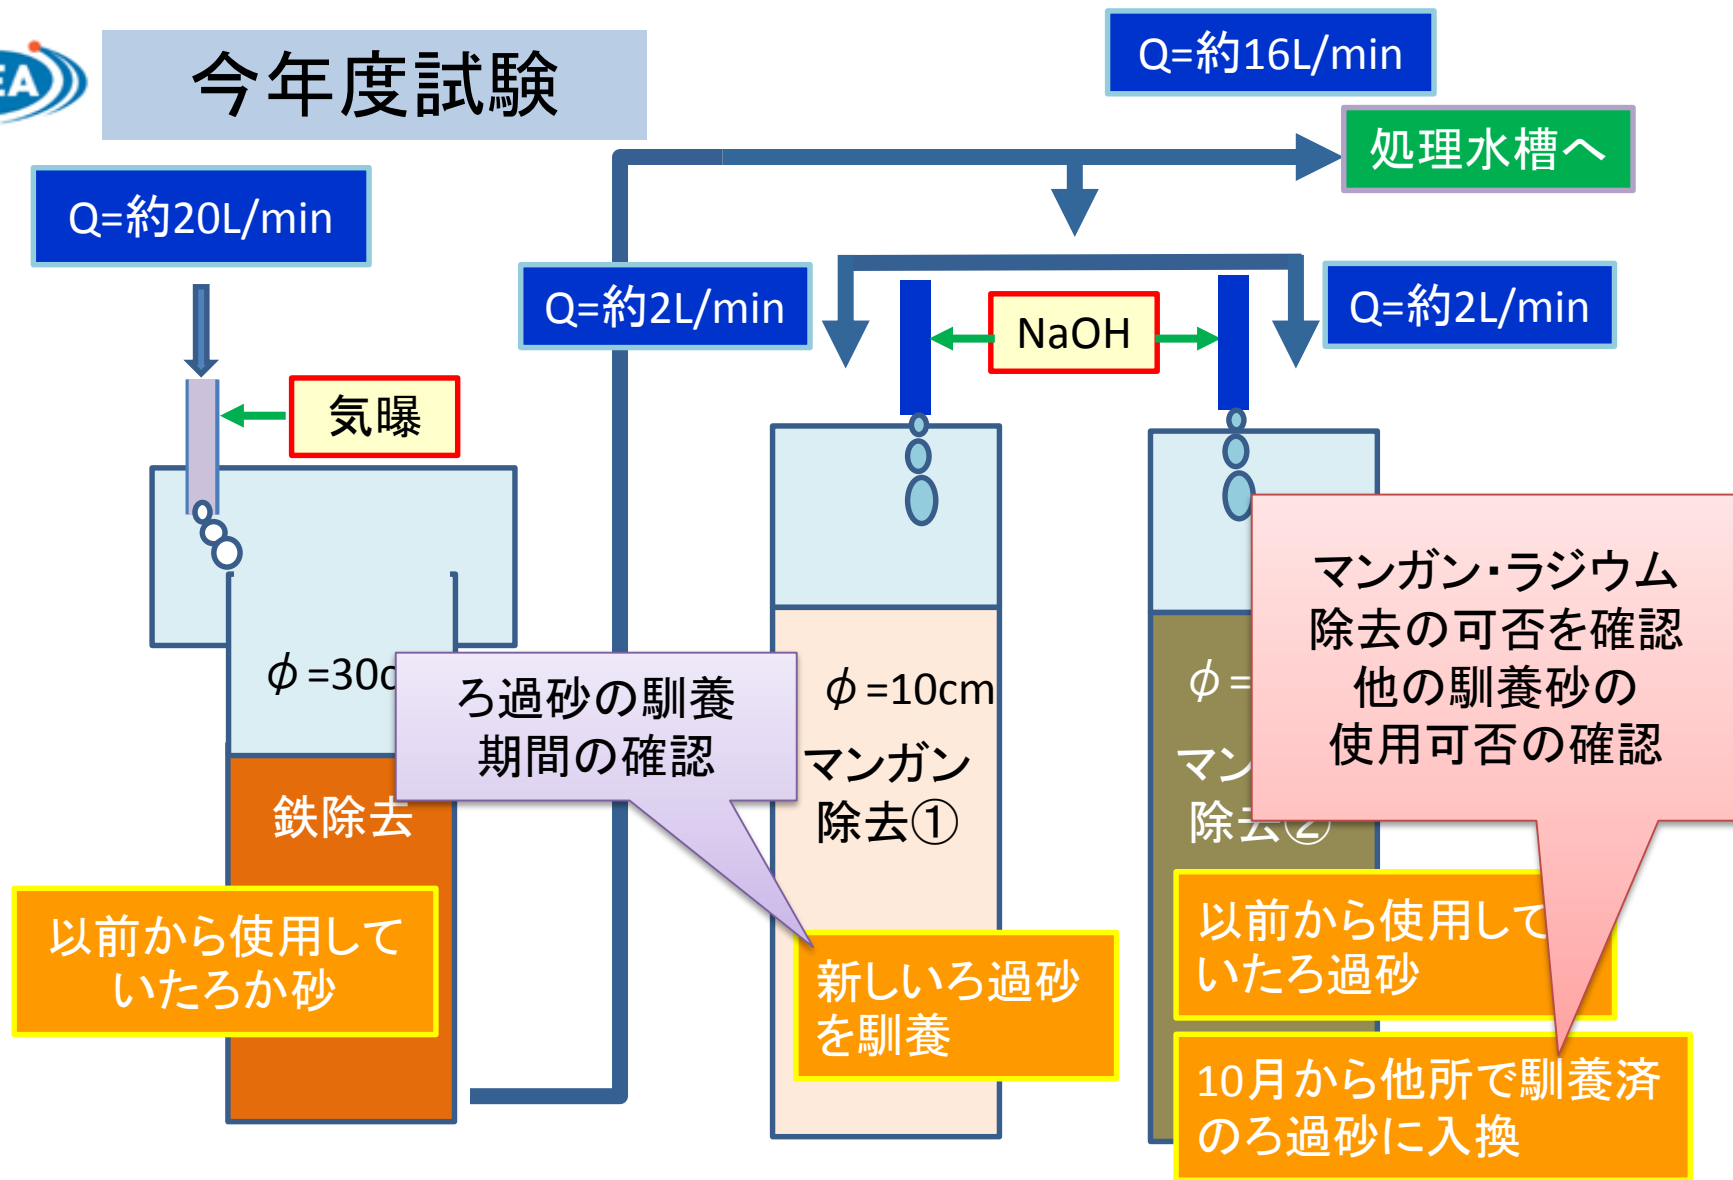 EA
今年度試験
Q=約16L/min
処理水槽へ
Q=約20L/min
Q=約2L/min
NaOH
Q=約2L/min
気曝
φ=30c
ろ過砂の馴養
期間の確認
鉄除去
以前から使用して
いたろか砂
φ=10cm
マンガン
除去①
新しいろ過砂
を馴養
φ=
マン
除去②
マンガン・ラジウム
除去の可否を確認
他の馴養砂の
使用可否の確認
以前から使用して
いたろ過砂
10月から他所で馴養済
のろ過砂に入換